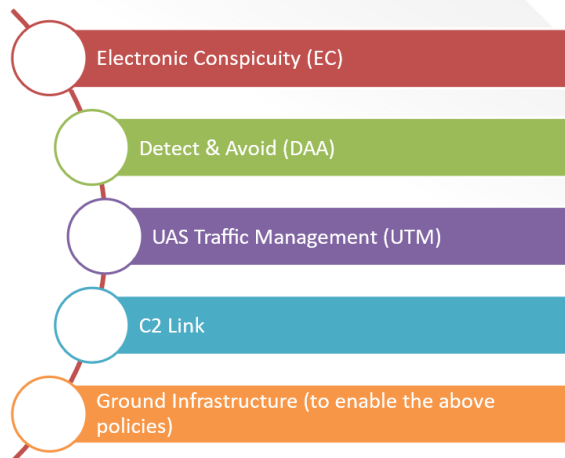 Electronic Conspicuity (EC)
Detect & Avoid (DAA)
UAS Traffic Management (UTM)
C2 Link
Ground Infrastructure (to enable the above
policies)